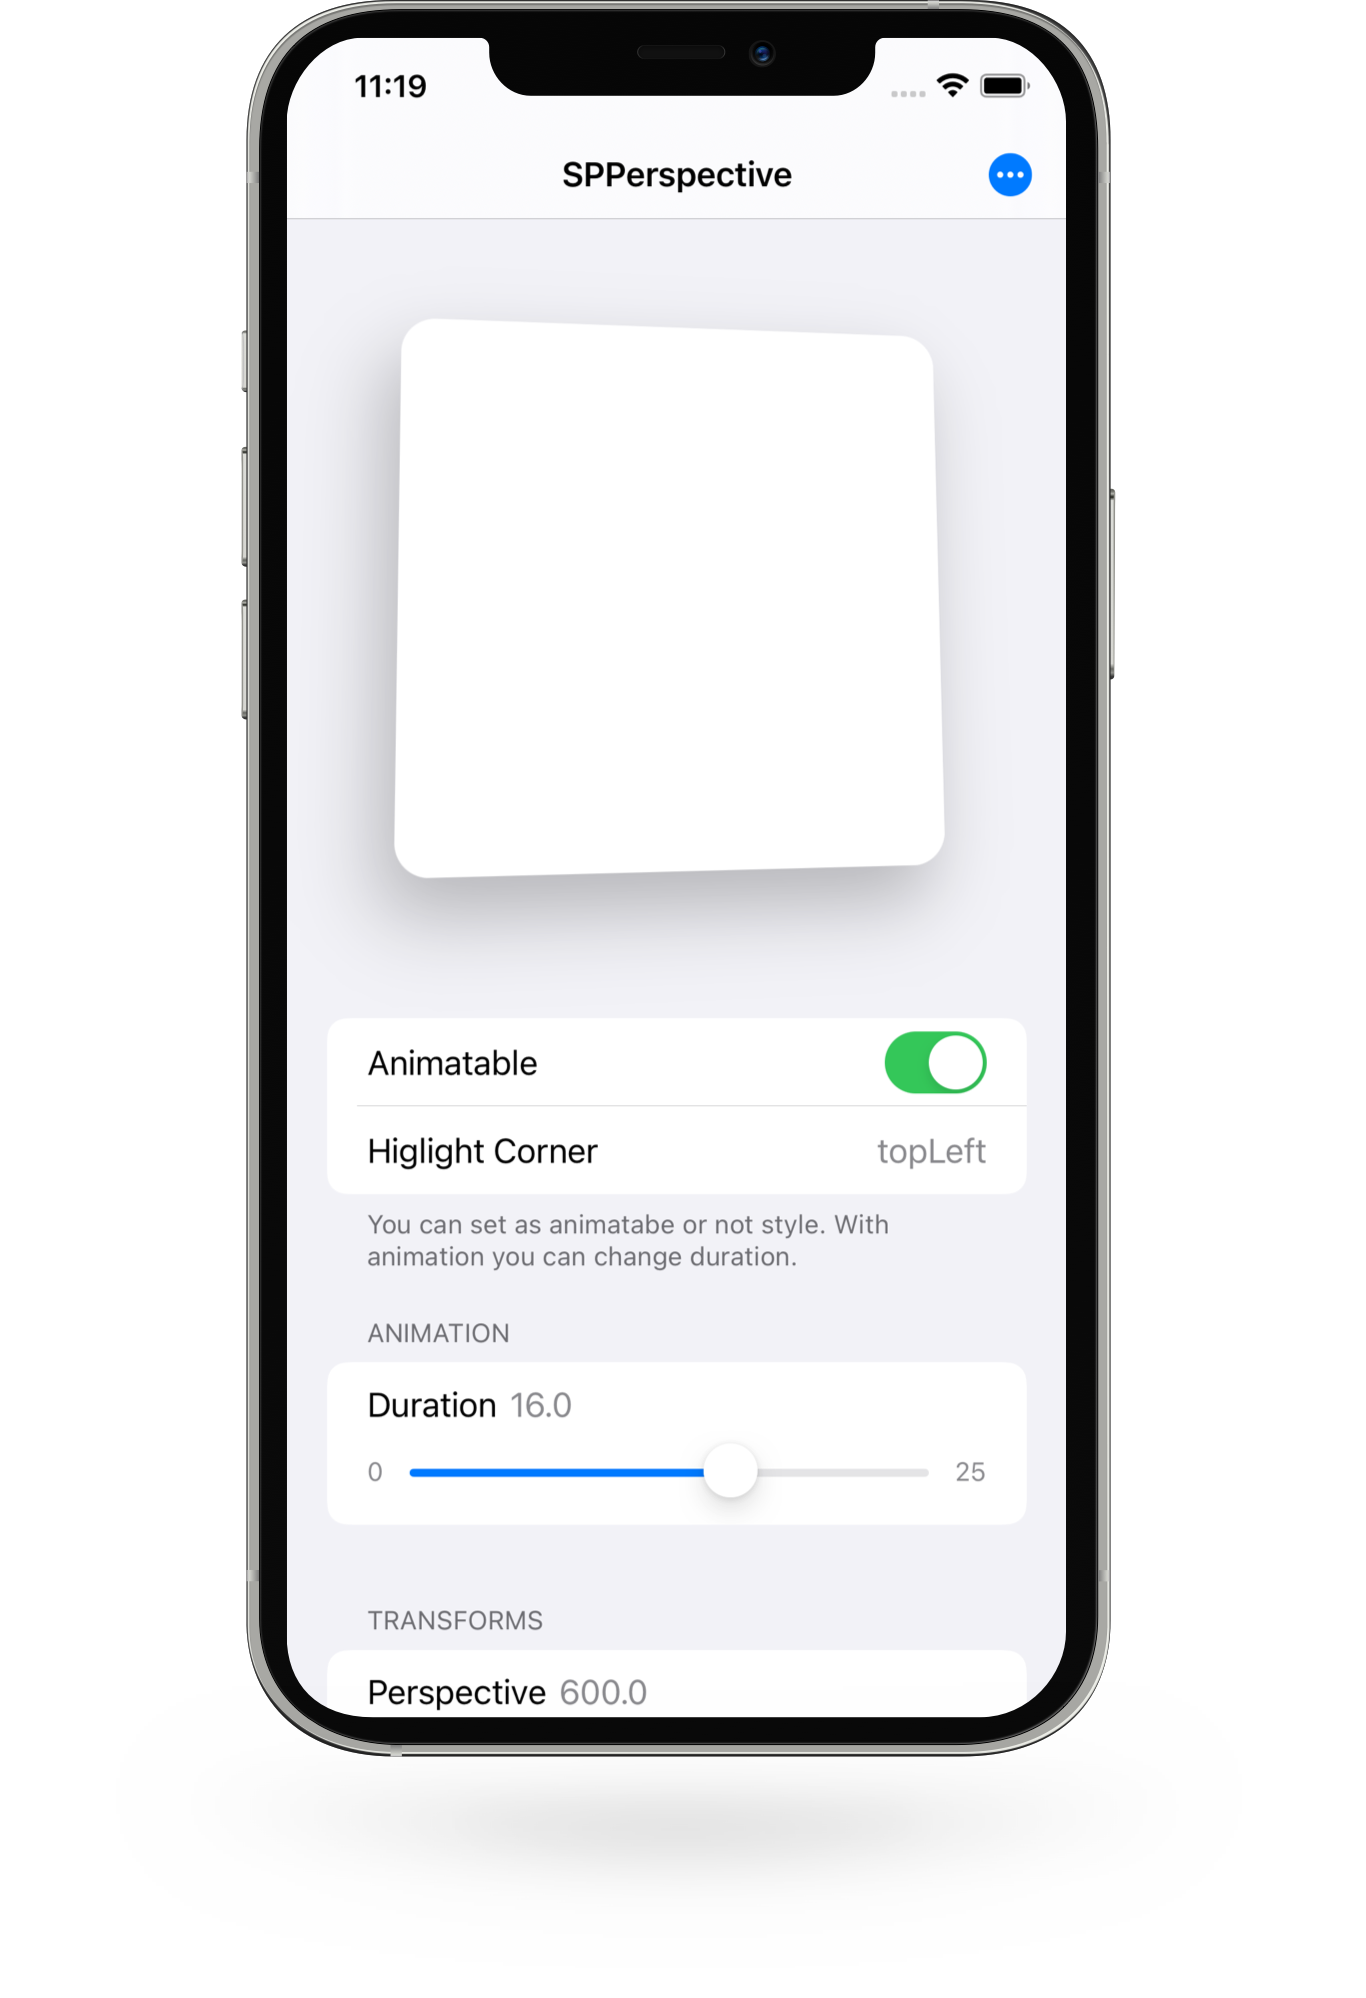 11:19
SPPerspective
Animatable
Higlight Corner topLeft
You can set as animatabe or not style. With
animation you can change duration.
ANIMATION
Duration 16.0
0 25
TRANSFORMS
Perspective 600.0